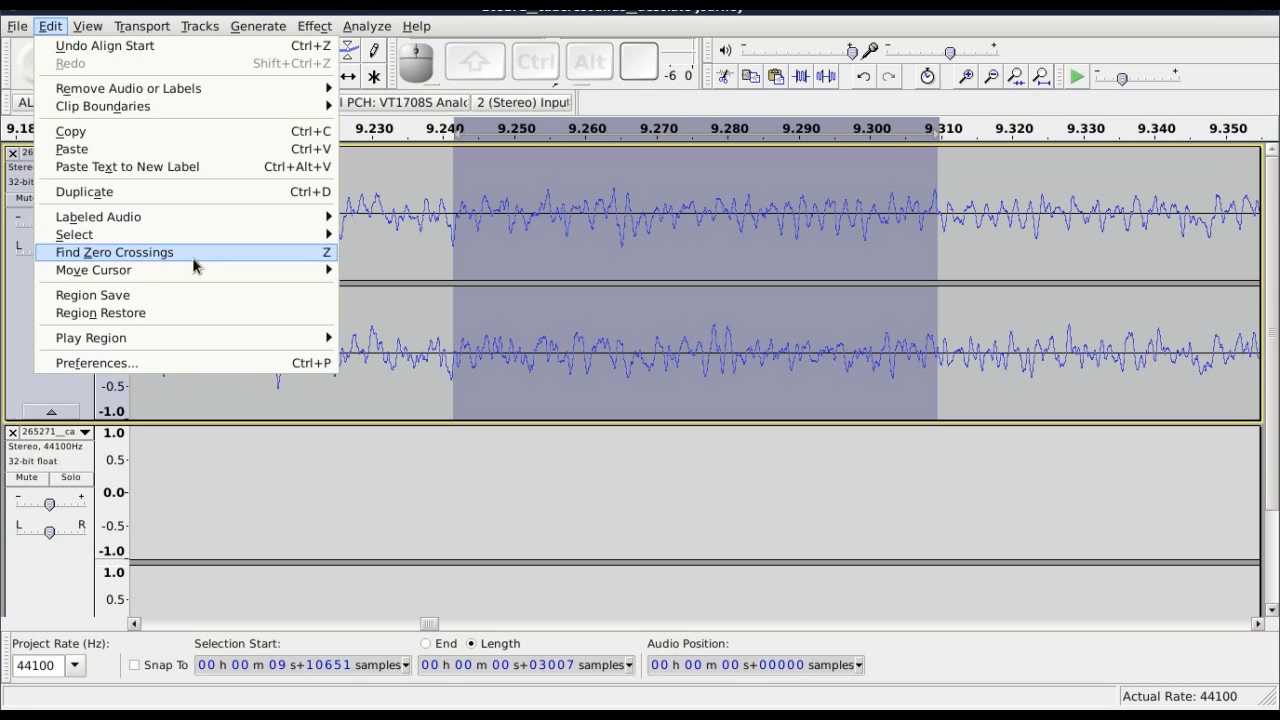 File Edit View Transport Tracks Generate Effect Analyze Help
Undo Align Start Ctrl+Z
Redo Shift+Ctrl+Z
Remove Audio or Labels
Clip Boundaries
Copy Ctrl+C
Paste Ctrl+V
Paste Text to New Label Ctrl+Alt+V
Duplicate Ctrl+D
Labeled Audio
Select
Find Zero Crossings Z
Move Cursor
Region Save
Region Restore
Play Region
Preferences... Ctrl+P
Ctrl Alt
-6 0
PCH: VT1708S 2 (Stereo)
9.230 9.240 9.250 9.260 9.270 9.280 9.290 9.300 9.310 9.320 9.330 9.340 9.350
32-bit
L
-0.5
-1.0
265271__ca
Stereo, 44100Hz
32-bit float
Mute Solo
- +
L R
1.0
0.5
0.0
-0.5
-1.0
1.0
0.5
Project Rate (Hz): Selection Start: End Length Audio Position:
44100 Snap To 00 h 00 m 09 s+10651 samples 00 h 00 m 00 s+03007 samples 00 h 00 m 00 s+00000 samples
Actual Rate: 44100